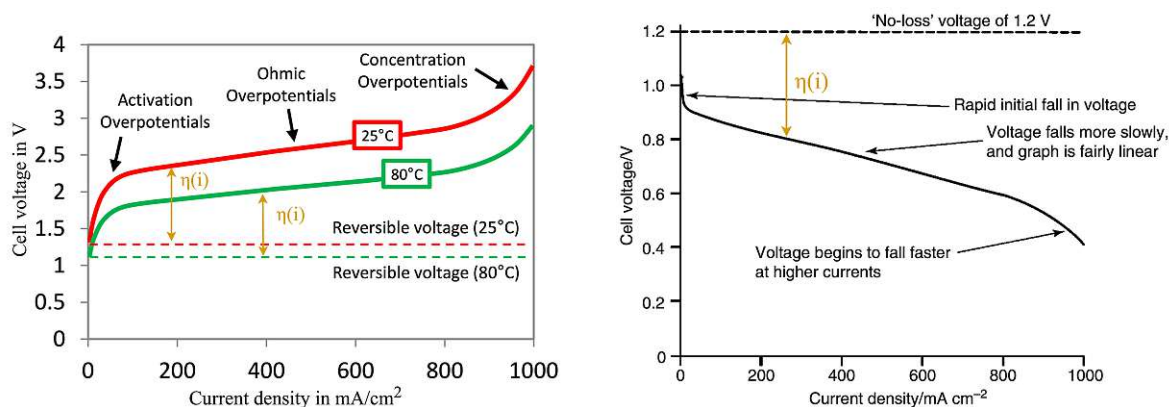 4
3.5
3
2.5
2
1.5
1
0.5
0
Cell voltage in V
Activation
Overpotentials
Ohmic
Overpotentials
Concentration
Overpotentials
25°C
80°C
η(i)
η(i)
Reversible voltage (25°C)
Reversible voltage (80°C)
0
200
400
600
800
1000
Current density in mA/cm²
'No-loss' voltage of 1.2 V
1.2
1.0
0.8
0.6
0.4
0.2
0
Cell voltage/V
η(i)
Rapid initial fall in voltage
Voltage falls more slowly,
and graph is fairly linear
Voltage begins to fall faster
at higher currents
0
200
400
600
800
1000
Current density/mA cm⁻²